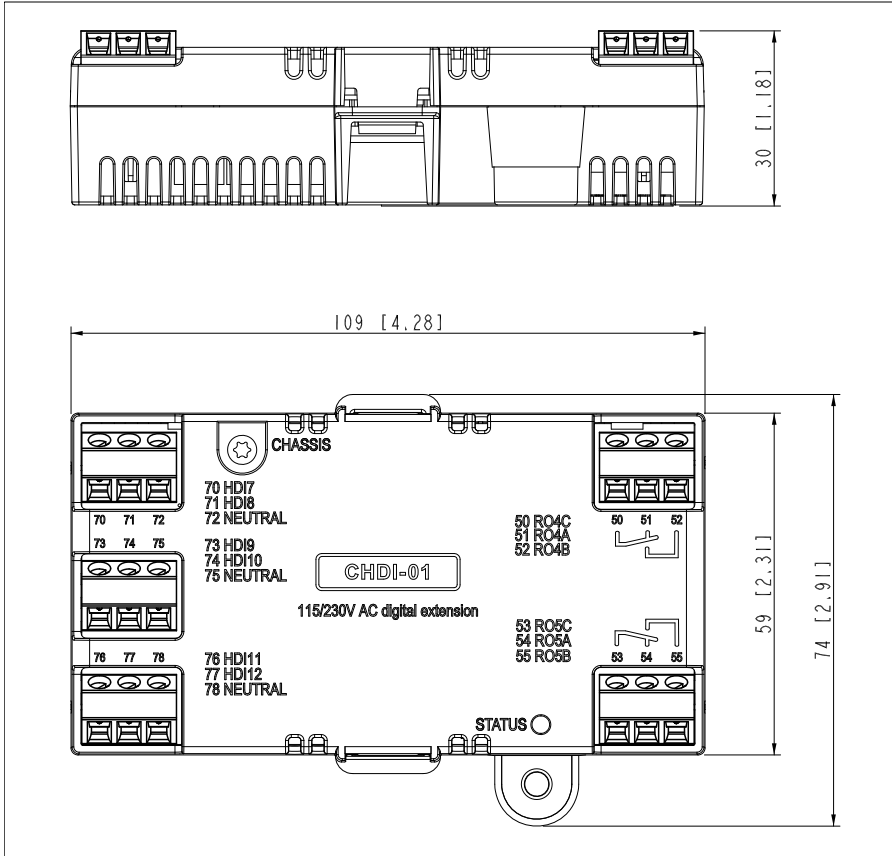 30 [1.18]
109 [4.28]
CHASSIS
70 HDI7
71 HDI8
72 NEUTRAL
70 71 72
73 74 75
73 HDI9
74 HDI10
75 NEUTRAL
50 RO4C
51 RO4A
52 RO4B
50 51 52
CHDI-01
115/230V AC digital extension
59 [2.31]
74 [2.91]
76 77 78
76 HDI11
77 HDI12
78 NEUTRAL
53 RO5C
54 RO5A
55 RO5B
53 54 55
STATUS